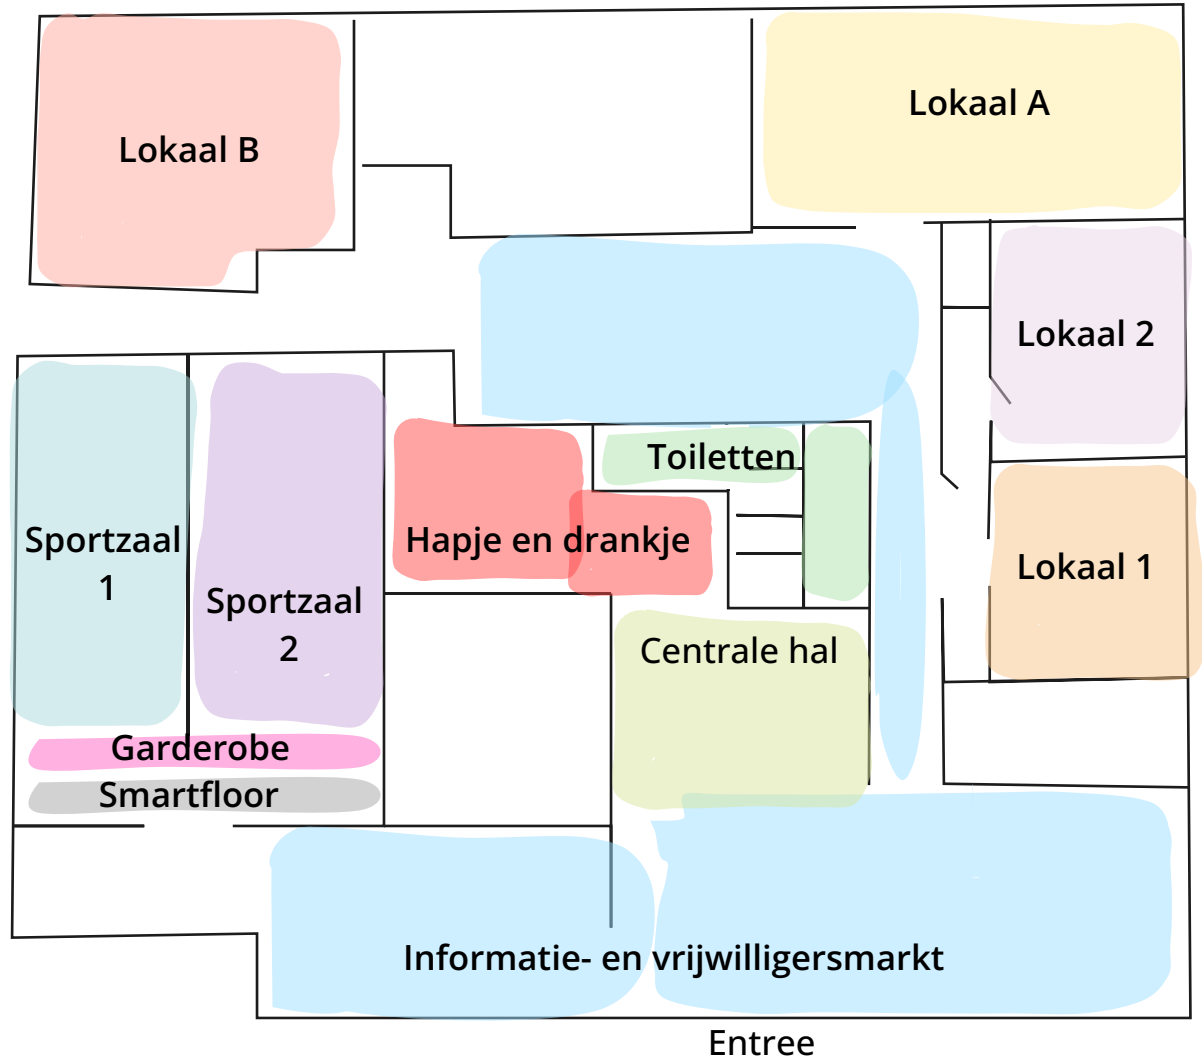 Lokaal A
Lokaal B
Lokaal 2
Toiletten
Sportzaal
1
Hapje en drankje
Lokaal 1
Sportzaal
2
Centrale hal
Garderobe
Smartfloor
Informatie- en vrijwilligersmarkt
Entree